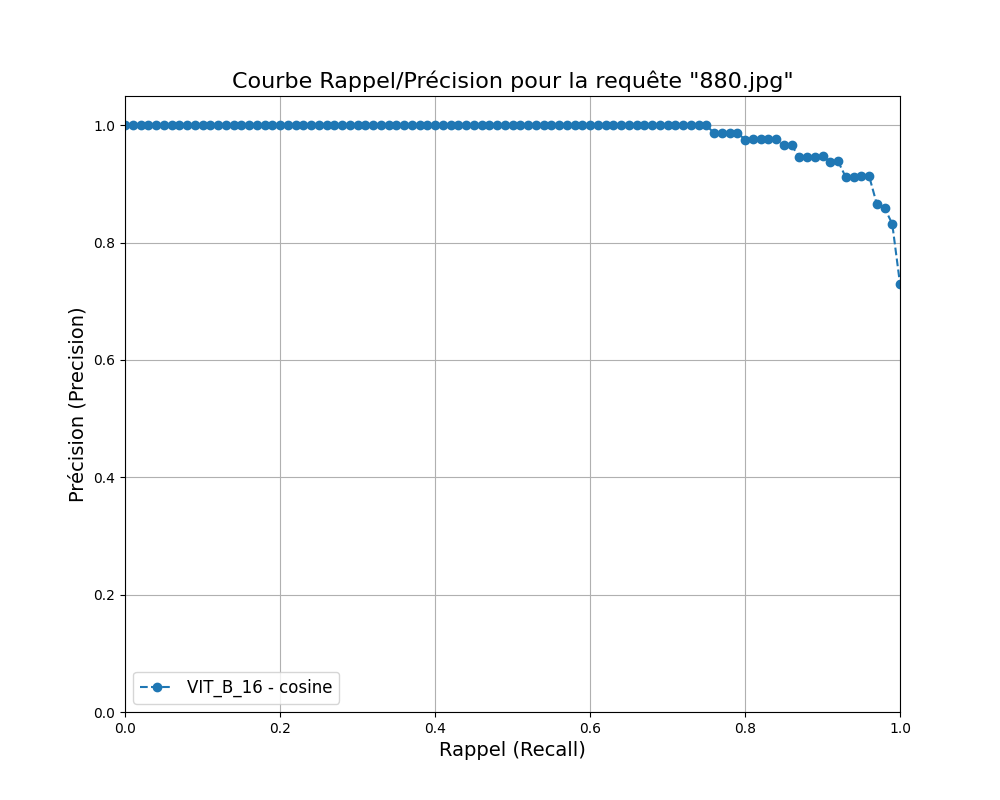 Courbe Rappel/Précision pour la requête "880.jpg"
Précision (Precision)
1.0
0.8
0.6
0.4
0.2
0.0
VIT_B_16 - cosine
0.0 0.2 0.4 0.6 0.8 1.0
Rappel (Recall)